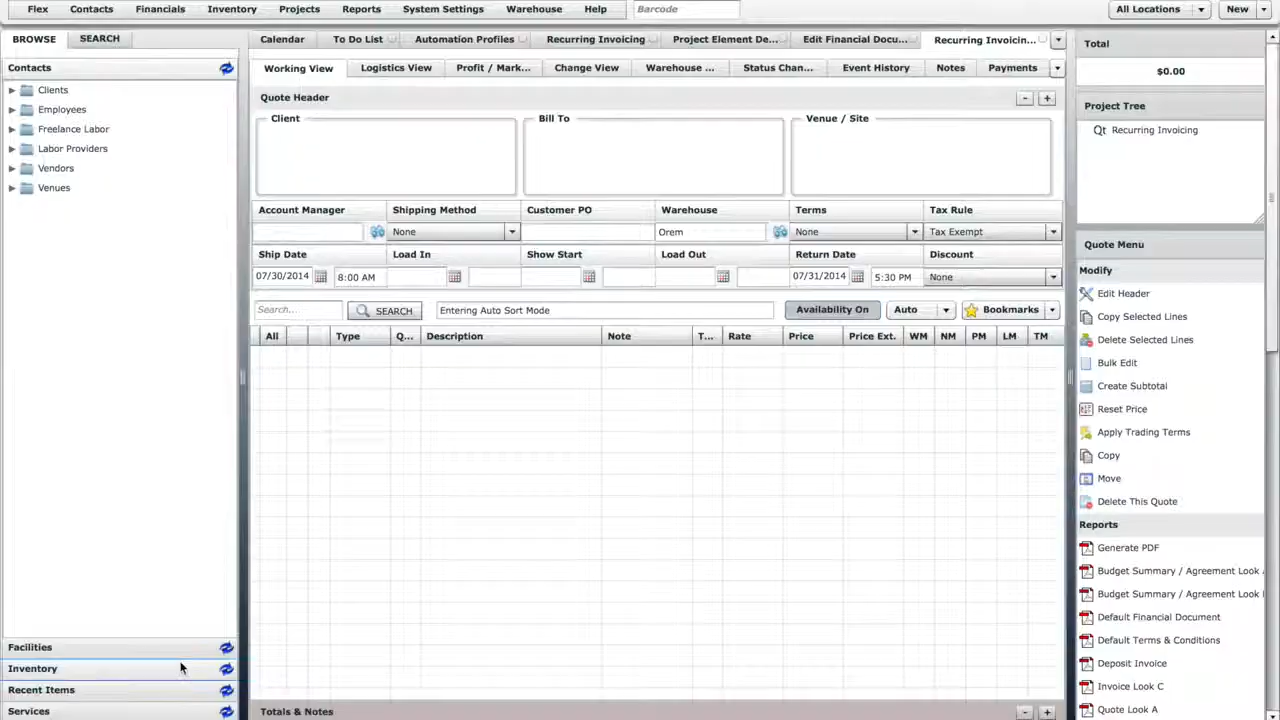 Flex Contacts Financials Inventory Projects Reports System Settings Warehouse Help Barcode All Locations New
BROWSE SEARCH
Contacts
Clients
Employees
Freelance Labor
Labor Providers
Vendors
Venues
Facilities
Inventory
Recent Items
Services
Calendar To Do List Automation Profiles Recurring Invoicing Project Element De... Edit Financial Docu... Recurring Invoicin...
Working View Logistics View Profit / Mark... Change View Warehouse ... Status Chan... Event History Notes Payments
Quote Header - +
Client Bill To Venue / Site
Account Manager Shipping Method Customer PO Warehouse Terms Tax Rule
None Orem None Tax Exempt
Ship Date Load In Show Start Load Out Return Date Discount
07/30/2014 8:00 AM 07/31/2014 5:30 PM None
Search... SEARCH Entering Auto Sort Mode Availability On Auto Bookmarks
All Type Q... Description Note T... Rate Price Price Ext. WM NM PM LM TM
Totals & Notes - +
Total
$0.00
Project Tree
Qt Recurring Invoicing
Quote Menu
Modify
Edit Header
Copy Selected Lines
Delete Selected Lines
Bulk Edit
Create Subtotal
Reset Price
Apply Trading Terms
Copy
Move
Delete This Quote
Reports
Generate PDF
Budget Summary / Agreement Look
Budget Summary / Agreement Look
Default Financial Document
Default Terms & Conditions
Deposit Invoice
Invoice Look C
Quote Look A